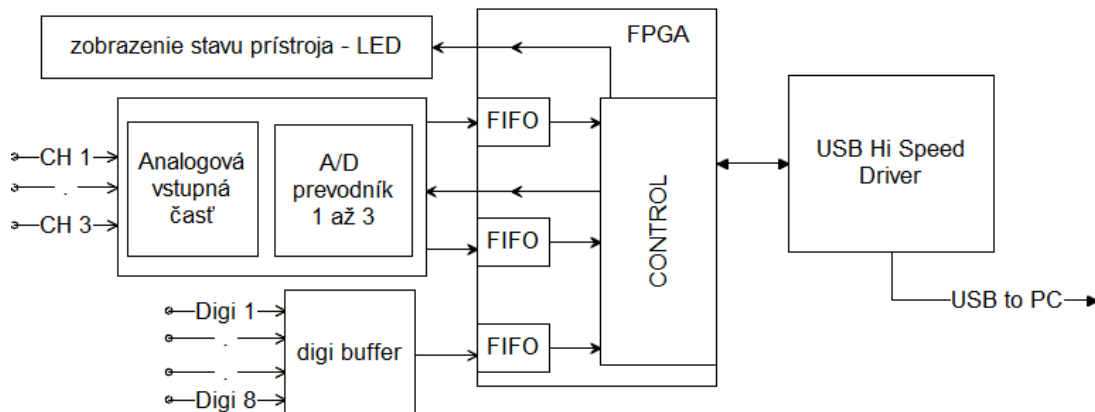 zobrazenie stavu prístroja - LED
FPGA
FIFO
CH 1
.
CH 3
Analogová
vstupná
časť
A/D
prevodník
1 až 3
FIFO
CONTROL
USB Hi Speed
Driver
USB to PC
Digi 1
.
.
Digi 8
digi buffer
FIFO